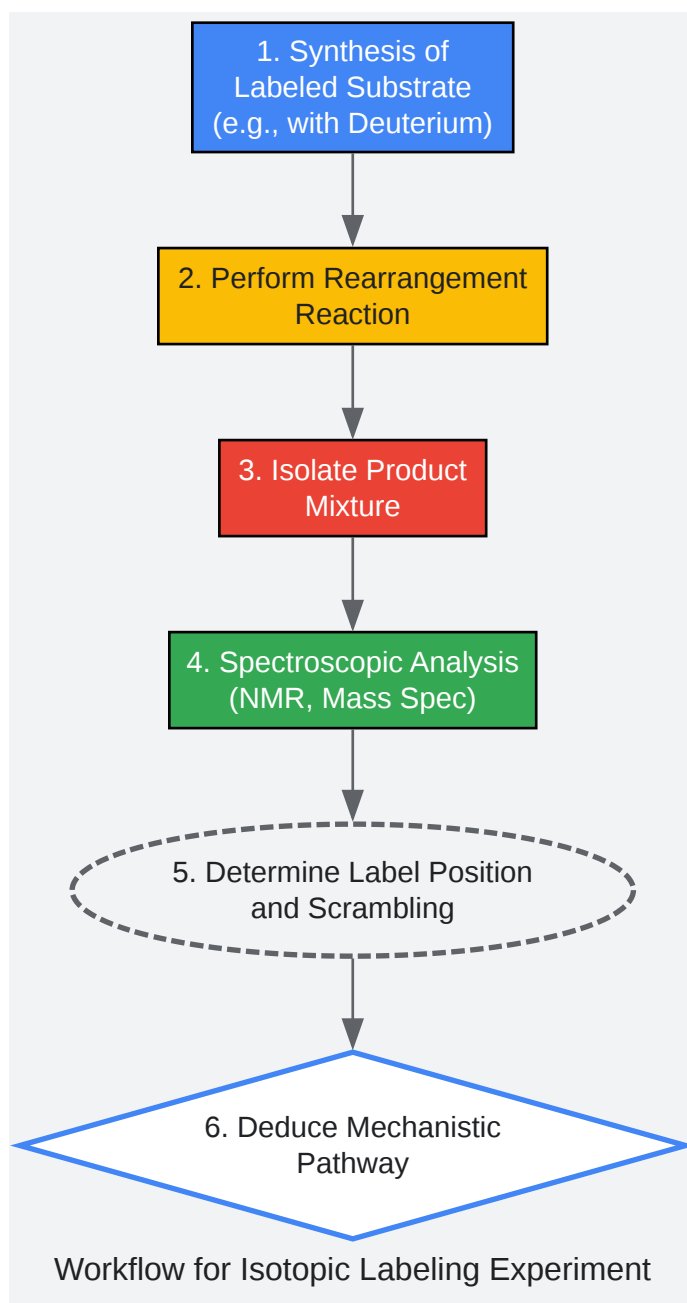 1. Synthesis of
Labeled Substrate
(e.g., with Deuterium)
2. Perform Rearrangement
Reaction
3. Isolate Product
Mixture
4. Spectroscopic Analysis
(NMR, Mass Spec)
5. Determine Label Position
and Scrambling
6. Deduce Mechanistic
Pathway
Workflow for Isotopic Labeling Experiment